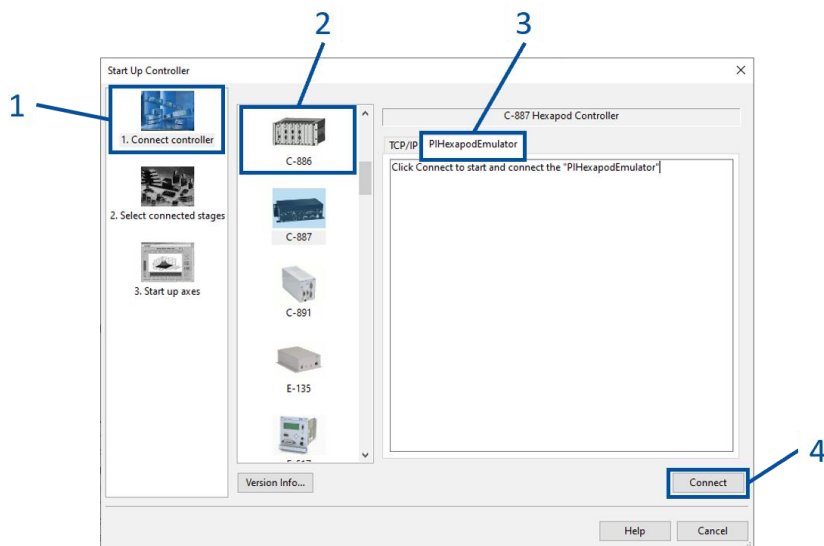 3
2
Start Up Controller
1
1. Connect controller
2. Select connected stages
3. Start up axes
C-886
C-887
C-891
E-135
C-887 Hexapod Controller
TCP/IP PIHexapodEmulator
Click Connect to start and connect the "PIHexapodEmulator"
4
Version Info...
Connect
Help Cancel